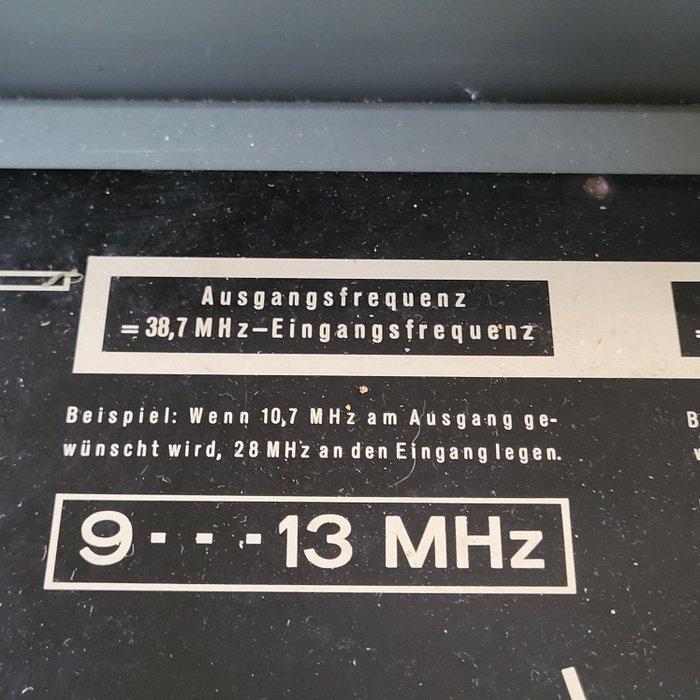 Ausgangsfrequenz
= 38,7 MHz–Eingangsfrequenz
Beispiel: Wenn 10,7 MHz am Ausgang ge-
wünscht wird, 28 MHz an den Eingang legen.
9---13 MHz